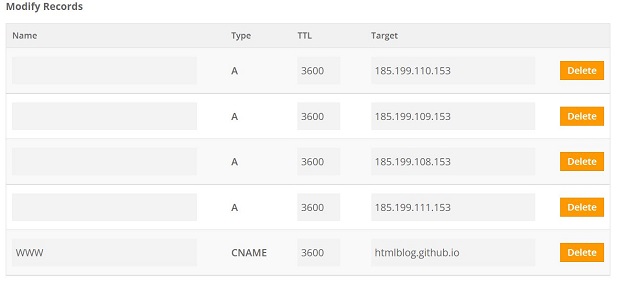 Modify Records
Name Type TTL Target
A 3600 185.199.110.153 Delete
A 3600 185.199.109.153 Delete
A 3600 185.199.108.153 Delete
A 3600 185.199.111.153 Delete
WWW CNAME 3600 htmlblog.github.io Delete